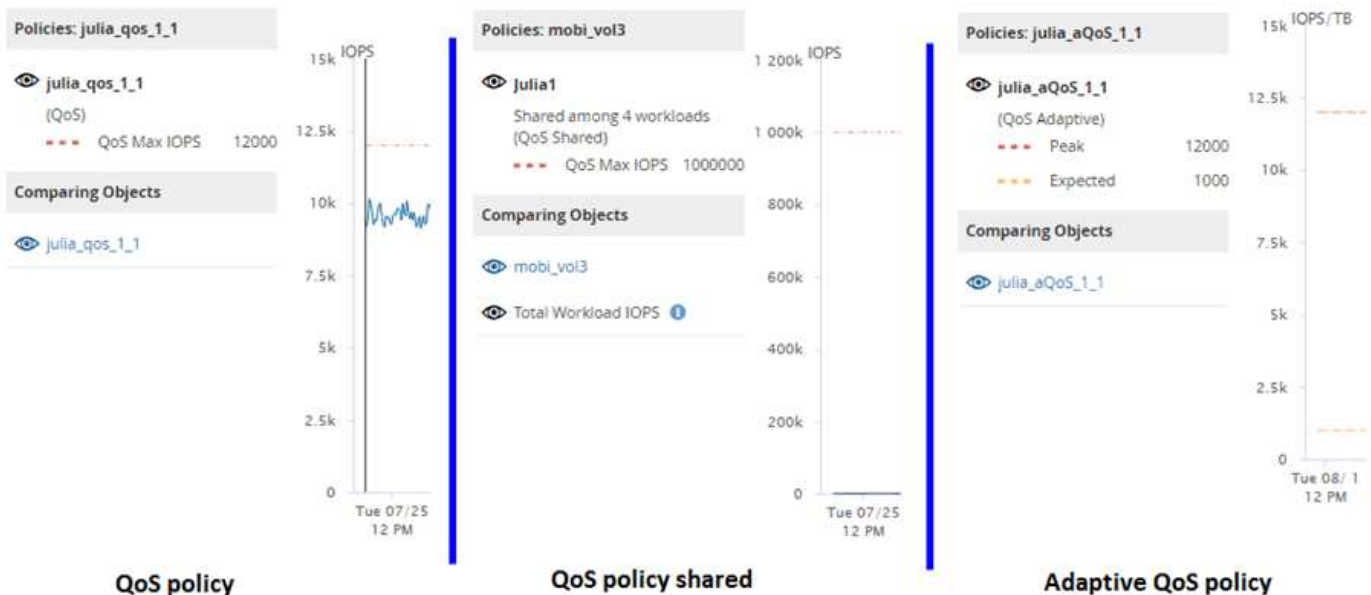 Policies: julia_qos_1_1
julia_qos_1_1
(QoS)
QoS Max IOPS 12000
Comparing Objects
julia_qos_1_1
IOPS
15k
12.5k
10k
7.5k
5k
2.5k
0
Tue 07/25
12 PM
QoS policy
Policies: mobi_vol3
Julia1
Shared among 4 workloads
(QoS Shared)
QoS Max IOPS 1000000
Comparing Objects
mobi_vol3
Total Workload IOPS
IOPS
1 200k
1 000k
800k
600k
400k
200k
0
Tue 07/25
12 PM
QoS policy shared
Policies: julia_aQoS_1_1
julia_aQoS_1_1
(QoS Adaptive)
Peak 12000
Expected 1000
Comparing Objects
julia_aQoS_1_1
IOPS/TB
15k
12.5k
10k
7.5k
5k
2.5k
0
Tue 08/ 1
12 PM
Adaptive QoS policy